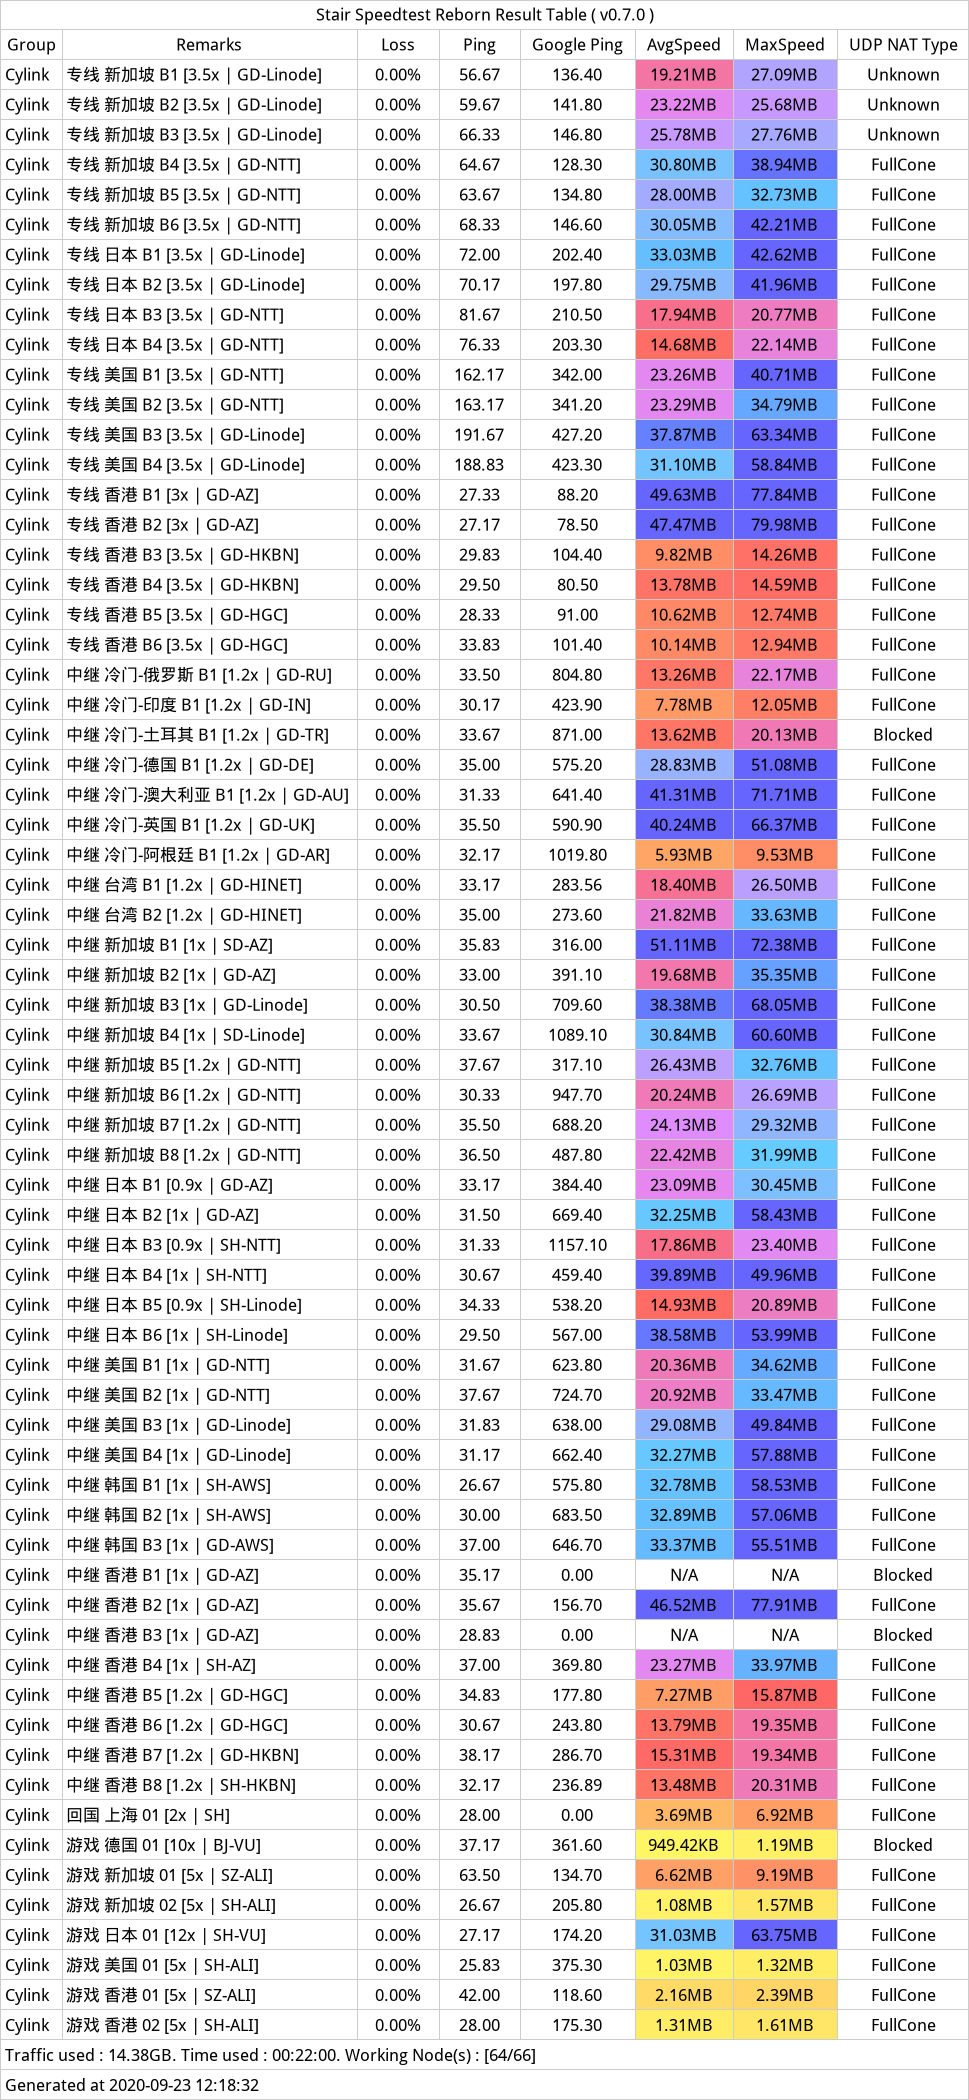 Stair Speedtest Reborn Result Table ( v0.7.0 )
Group Remarks Loss Ping Google Ping AvgSpeed MaxSpeed UDP NAT Type
Cylink 专线 新加坡 B1 [3.5x | GD-Linode] 0.00% 56.67 136.40 19.21MB 27.09MB Unknown
Cylink 专线 新加坡 B2 [3.5x | GD-Linode] 0.00% 59.67 141.80 23.22MB 25.68MB Unknown
Cylink 专线 新加坡 B3 [3.5x | GD-Linode] 0.00% 66.33 146.80 25.78MB 27.76MB Unknown
Cylink 专线 新加坡 B4 [3.5x | GD-NTT] 0.00% 64.67 128.30 30.80MB 38.94MB FullCone
Cylink 专线 新加坡 B5 [3.5x | GD-NTT] 0.00% 63.67 134.80 28.00MB 32.73MB FullCone
Cylink 专线 新加坡 B6 [3.5x | GD-NTT] 0.00% 68.33 146.60 30.05MB 42.21MB FullCone
Cylink 专线 日本 B1 [3.5x | GD-Linode] 0.00% 72.00 202.40 33.03MB 42.62MB FullCone
Cylink 专线 日本 B2 [3.5x | GD-Linode] 0.00% 70.17 197.80 29.75MB 41.96MB FullCone
Cylink 专线 日本 B3 [3.5x | GD-NTT] 0.00% 81.67 210.50 17.94MB 20.77MB FullCone
Cylink 专线 日本 B4 [3.5x | GD-NTT] 0.00% 76.33 203.30 14.68MB 22.14MB FullCone
Cylink 专线 美国 B1 [3.5x | GD-NTT] 0.00% 162.17 342.00 23.26MB 40.71MB FullCone
Cylink 专线 美国 B2 [3.5x | GD-NTT] 0.00% 163.17 341.20 23.29MB 34.79MB FullCone
Cylink 专线 美国 B3 [3.5x | GD-Linode] 0.00% 191.67 427.20 37.87MB 63.34MB FullCone
Cylink 专线 美国 B4 [3.5x | GD-Linode] 0.00% 188.83 423.30 31.10MB 58.84MB FullCone
Cylink 专线 香港 B1 [3x | GD-AZ] 0.00% 27.33 88.20 49.63MB 77.84MB FullCone
Cylink 专线 香港 B2 [3x | GD-AZ] 0.00% 27.17 78.50 47.47MB 79.98MB FullCone
Cylink 专线 香港 B3 [3.5x | GD-HKBN] 0.00% 29.83 104.40 9.82MB 14.26MB FullCone
Cylink 专线 香港 B4 [3.5x | GD-HKBN] 0.00% 29.50 80.50 13.78MB 14.59MB FullCone
Cylink 专线 香港 B5 [3.5x | GD-HGC] 0.00% 28.33 91.00 10.62MB 12.74MB FullCone
Cylink 专线 香港 B6 [3.5x | GD-HGC] 0.00% 33.83 101.40 10.14MB 12.94MB FullCone
Cylink 中继 冷门-俄罗斯 B1 [1.2x | GD-RU] 0.00% 33.50 804.80 13.26MB 22.17MB FullCone
Cylink 中继 冷门-印度 B1 [1.2x | GD-IN] 0.00% 30.17 423.90 7.78MB 12.05MB FullCone
Cylink 中继 冷门-土耳其 B1 [1.2x | GD-TR] 0.00% 33.67 871.00 13.62MB 20.13MB Blocked
Cylink 中继 冷门-德国 B1 [1.2x | GD-DE] 0.00% 35.00 575.20 28.83MB 51.08MB FullCone
Cylink 中继 冷门-澳大利亚 B1 [1.2x | GD-AU] 0.00% 31.33 641.40 41.31MB 71.71MB FullCone
Cylink 中继 冷门-英国 B1 [1.2x | GD-UK] 0.00% 35.50 590.90 40.24MB 66.37MB FullCone
Cylink 中继 冷门-阿根廷 B1 [1.2x | GD-AR] 0.00% 32.17 1019.80 5.93MB 9.53MB FullCone
Cylink 中继 台湾 B1 [1.2x | GD-HINET] 0.00% 33.17 283.56 18.40MB 26.50MB FullCone
Cylink 中继 台湾 B2 [1.2x | GD-HINET] 0.00% 35.00 273.60 21.82MB 33.63MB FullCone
Cylink 中继 新加坡 B1 [1x | SD-AZ] 0.00% 35.83 316.00 51.11MB 72.38MB FullCone
Cylink 中继 新加坡 B2 [1x | GD-AZ] 0.00% 33.00 391.10 19.68MB 35.35MB FullCone
Cylink 中继 新加坡 B3 [1x | GD-Linode] 0.00% 30.50 709.60 38.38MB 68.05MB FullCone
Cylink 中继 新加坡 B4 [1x | SD-Linode] 0.00% 33.67 1089.10 30.84MB 60.60MB FullCone
Cylink 中继 新加坡 B5 [1.2x | GD-NTT] 0.00% 37.67 317.10 26.43MB 32.76MB FullCone
Cylink 中继 新加坡 B6 [1.2x | GD-NTT] 0.00% 30.33 947.70 20.24MB 26.69MB FullCone
Cylink 中继 新加坡 B7 [1.2x | GD-NTT] 0.00% 35.50 688.20 24.13MB 29.32MB FullCone
Cylink 中继 新加坡 B8 [1.2x | GD-NTT] 0.00% 36.50 487.80 22.42MB 31.99MB FullCone
Cylink 中继 日本 B1 [0.9x | GD-AZ] 0.00% 33.17 384.40 23.09MB 30.45MB FullCone
Cylink 中继 日本 B2 [1x | GD-AZ] 0.00% 31.50 669.40 32.25MB 58.43MB FullCone
Cylink 中继 日本 B3 [0.9x | SH-NTT] 0.00% 31.33 1157.10 17.86MB 23.40MB FullCone
Cylink 中继 日本 B4 [1x | SH-NTT] 0.00% 30.67 459.40 39.89MB 49.96MB FullCone
Cylink 中继 日本 B5 [0.9x | SH-Linode] 0.00% 34.33 538.20 14.93MB 20.89MB FullCone
Cylink 中继 日本 B6 [1x | SH-Linode] 0.00% 29.50 567.00 38.58MB 53.99MB FullCone
Cylink 中继 美国 B1 [1x | GD-NTT] 0.00% 31.67 623.80 20.36MB 34.62MB FullCone
Cylink 中继 美国 B2 [1x | GD-NTT] 0.00% 37.67 724.70 20.92MB 33.47MB FullCone
Cylink 中继 美国 B3 [1x | GD-Linode] 0.00% 31.83 638.00 29.08MB 49.84MB FullCone
Cylink 中继 美国 B4 [1x | GD-Linode] 0.00% 31.17 662.40 32.27MB 57.88MB FullCone
Cylink 中继 韩国 B1 [1x | SH-AWS] 0.00% 26.67 575.80 32.78MB 58.53MB FullCone
Cylink 中继 韩国 B2 [1x | SH-AWS] 0.00% 30.00 683.50 32.89MB 57.06MB FullCone
Cylink 中继 韩国 B3 [1x | GD-AWS] 0.00% 37.00 646.70 33.37MB 55.51MB FullCone
Cylink 中继 香港 B1 [1x | GD-AZ] 0.00% 35.17 0.00 N/A N/A Blocked
Cylink 中继 香港 B2 [1x | GD-AZ] 0.00% 35.67 156.70 46.52MB 77.91MB FullCone
Cylink 中继 香港 B3 [1x | GD-AZ] 0.00% 28.83 0.00 N/A N/A Blocked
Cylink 中继 香港 B4 [1x | SH-AZ] 0.00% 37.00 369.80 23.27MB 33.97MB FullCone
Cylink 中继 香港 B5 [1.2x | GD-HGC] 0.00% 34.83 177.80 7.27MB 15.87MB FullCone
Cylink 中继 香港 B6 [1.2x | GD-HGC] 0.00% 30.67 243.80 13.79MB 19.35MB FullCone
Cylink 中继 香港 B7 [1.2x | GD-HKBN] 0.00% 38.17 286.70 15.31MB 19.34MB FullCone
Cylink 中继 香港 B8 [1.2x | SH-HKBN] 0.00% 32.17 236.89 13.48MB 20.31MB FullCone
Cylink 回国 上海 01 [2x | SH] 0.00% 28.00 0.00 3.69MB 6.92MB FullCone
Cylink 游戏 德国 01 [10x | BJ-VU] 0.00% 37.17 361.60 949.42KB 1.19MB Blocked
Cylink 游戏 新加坡 01 [5x | SZ-ALI] 0.00% 63.50 134.70 6.62MB 9.19MB FullCone
Cylink 游戏 新加坡 02 [5x | SH-ALI] 0.00% 26.67 205.80 1.08MB 1.57MB FullCone
Cylink 游戏 日本 01 [12x | SH-VU] 0.00% 27.17 174.20 31.03MB 63.75MB FullCone
Cylink 游戏 美国 01 [5x | SH-ALI] 0.00% 25.83 375.30 1.03MB 1.32MB FullCone
Cylink 游戏 香港 01 [5x | SZ-ALI] 0.00% 42.00 118.60 2.16MB 2.39MB FullCone
Cylink 游戏 香港 02 [5x | SH-ALI] 0.00% 28.00 175.30 1.31MB 1.61MB FullCone
Traffic used : 14.38GB. Time used : 00:22:00. Working Node(s) : [64/66]
Generated at 2020-09-23 12:18:32